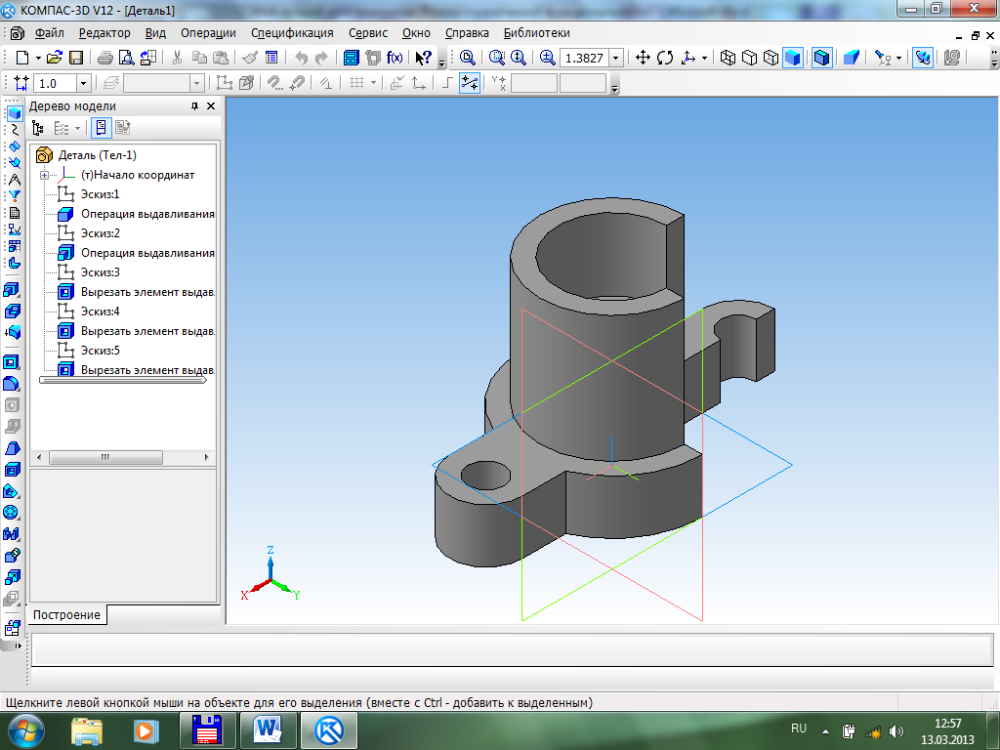 КОМПАС-3D V12 - [Деталь1]
Файл Редактор Вид Операции Спецификация Сервис Окно Справка Библиотеки
f(x) 1.3827
1.0
Дерево модели
Деталь (Тел-1)
(т)Начало координат
Эскиз:1
Операция выдавливания
Эскиз:2
Операция выдавливания
Эскиз:3
Вырезать элемент выдав
Эскиз:4
Вырезать элемент выдав
Эскиз:5
Вырезать элемент выдав
Z
X
Y
Построение
Щелкните левой кнопкой мыши на объекте для его выделения (вместе с Ctrl - добавить к выделенным)
RU
12:57
13.03.2013